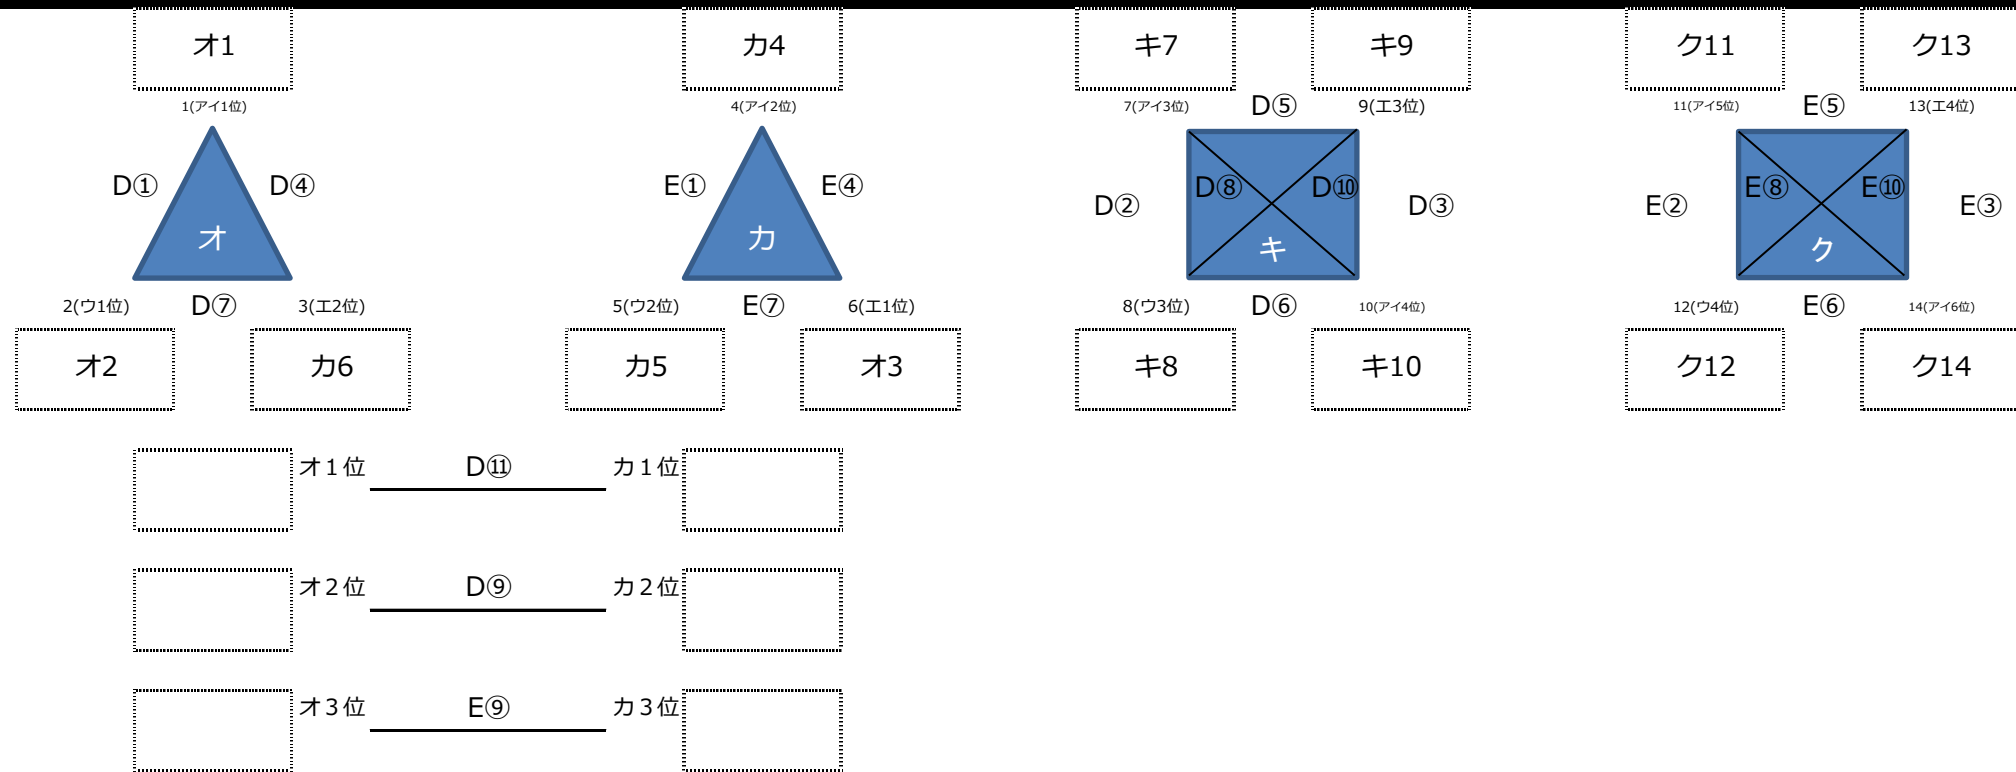 オ1
カ4
キ7
キ9
ク11
ク13
1(アイ1位)
4(アイ2位)
7(アイ3位)
D⑤
9(エ3位)
11(アイ5位)
E⑤
13(エ4位)
D①
D④
E①
E④
D②
D⑧
D⑩
D③
E②
E⑧
E⑩
E③
オ
カ
キ
ク
2(ウ1位)
D⑦
3(エ2位)
5(ウ2位)
E⑦
6(エ1位)
8(ウ3位)
D⑥
10(アイ4位)
12(ウ4位)
E⑥
14(アイ6位)
オ2
カ6
カ5
オ3
キ8
キ10
ク12
ク14
オ１位
D⑪
カ１位
オ２位
D⑨
カ２位
オ３位
E⑨
カ３位